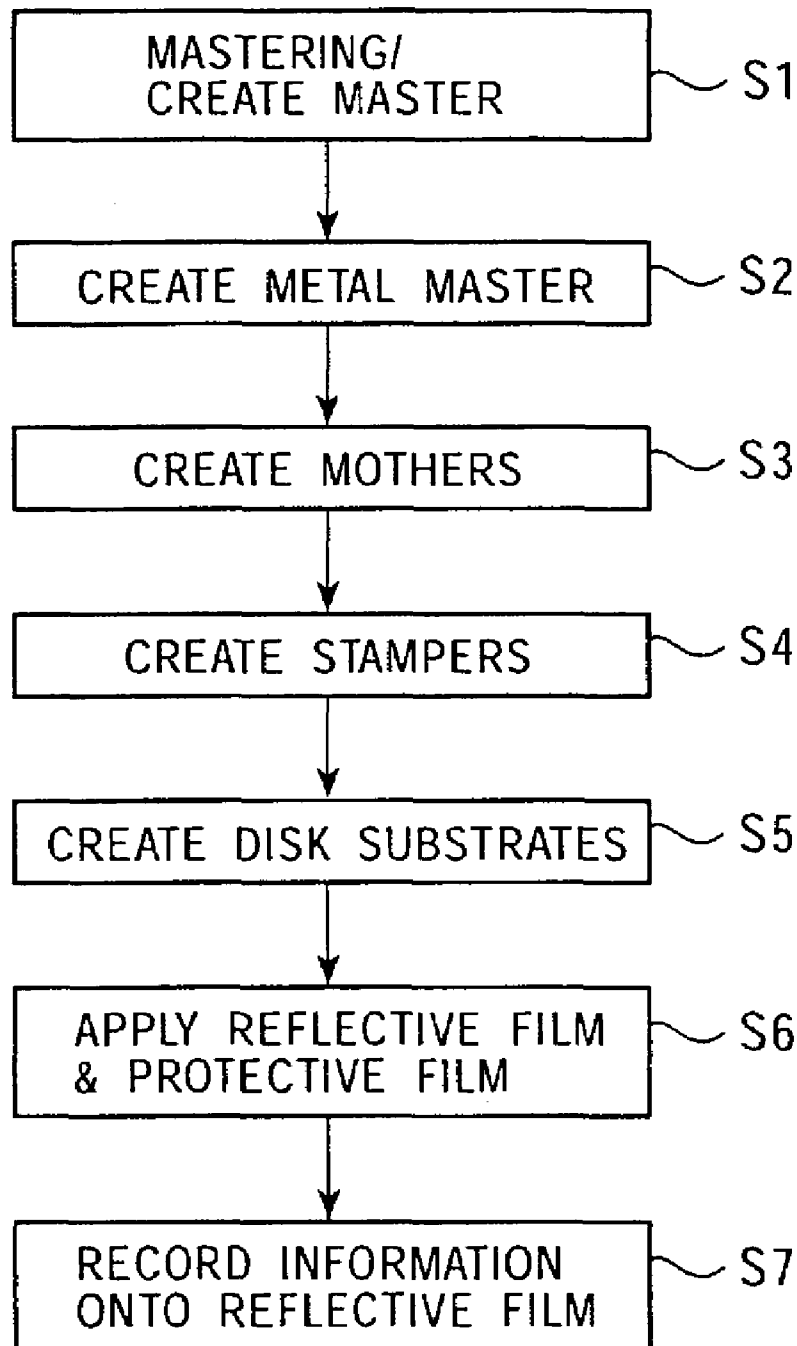 MASTERING/
CREATE MASTER
S1
CREATE METAL MASTER
S2
CREATE MOTHERS
S3
CREATE STAMPERS
S4
CREATE DISK SUBSTRATES
S5
APPLY REFLECTIVE FILM
& PROTECTIVE FILM
S6
RECORD INFORMATION
ONTO REFLECTIVE FILM
S7